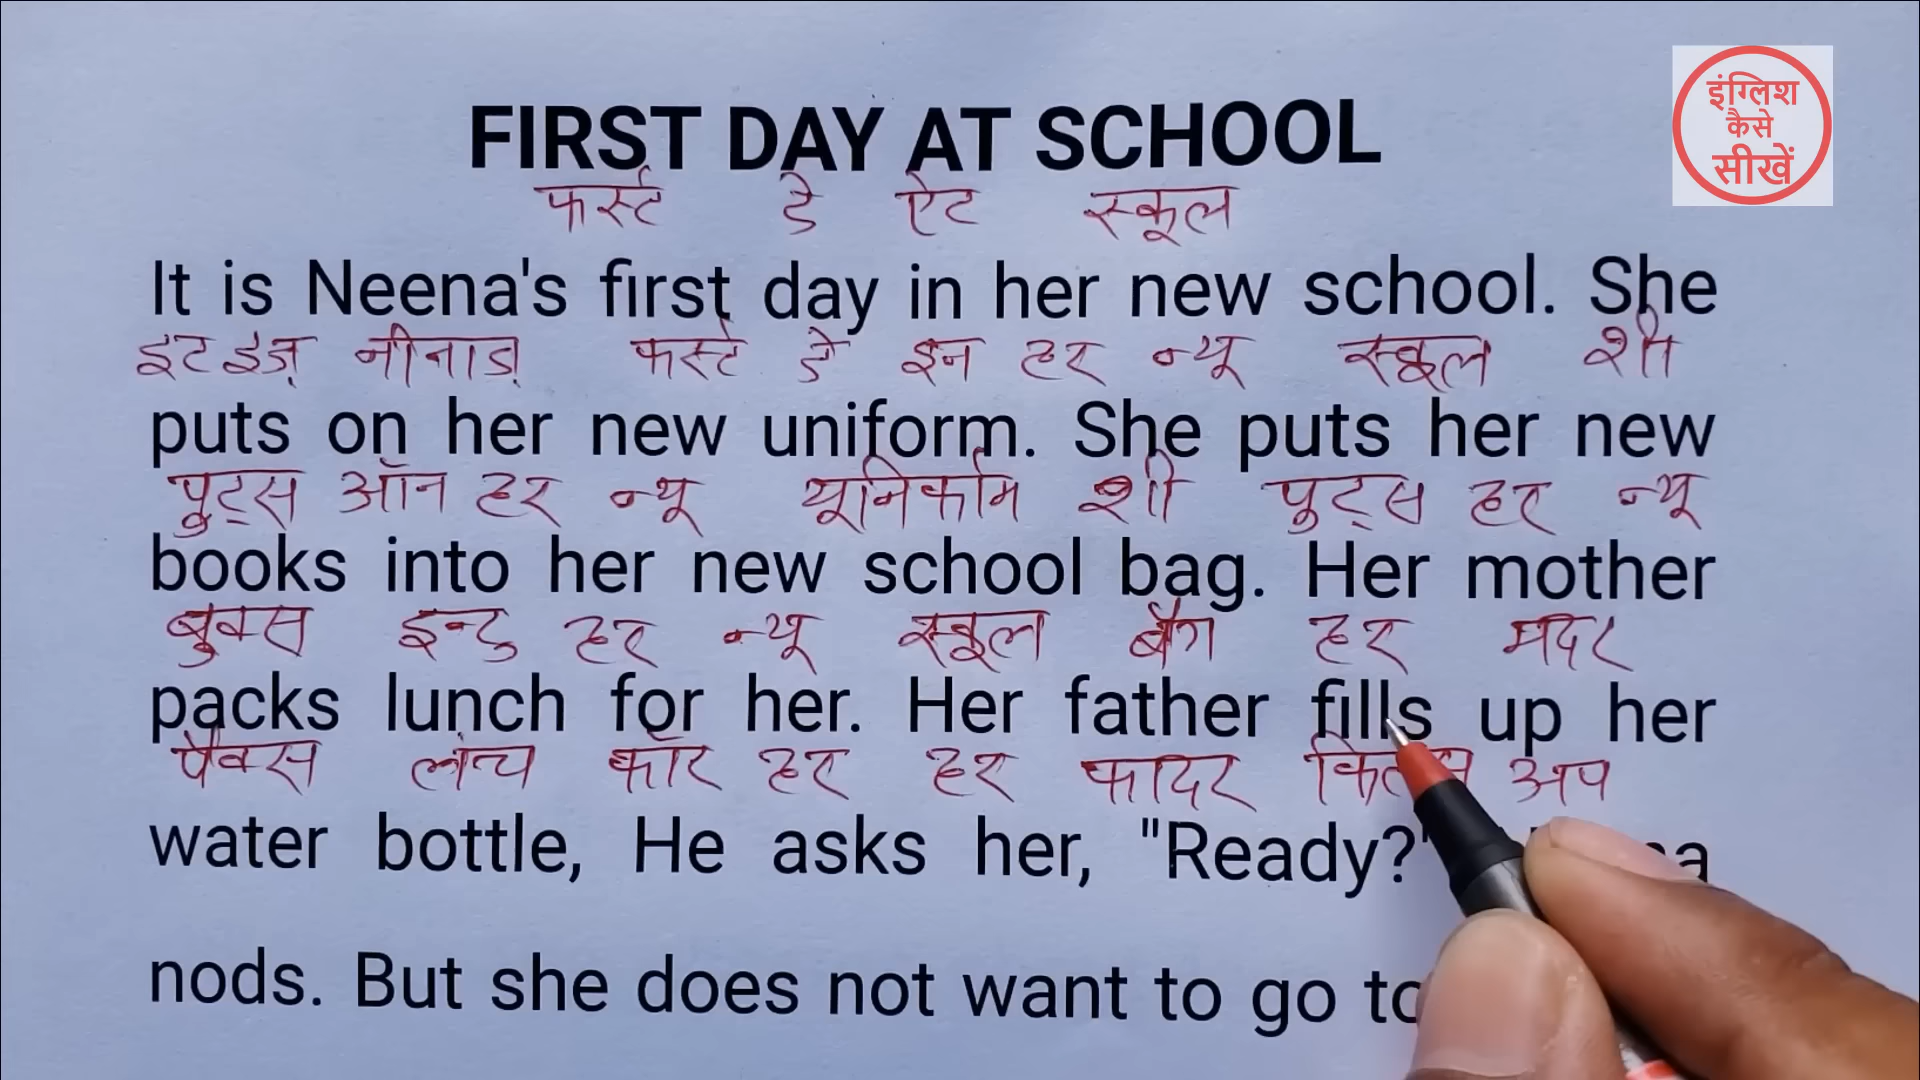 इंग्लिश
कैसे
सीखें
FIRST DAY AT SCHOOL
फर्स्ट डे ऐट स्कूल
It is Neena's first day in her new school. She
इट इज़ नीनाज़ फर्स्ट डे इन हर न्यू स्कूल शी
puts on her new uniform. She puts her new
पुट्स ऑन हर न्यू यूनिफॉर्म शी पुट्स हर न्यू
books into her new school bag. Her mother
बुक्स इन्टु हर न्यू स्कूल बैग हर मदर
packs lunch for her. Her father fills up her
पैक्स लंच फॉर हर हर फादर फिल्स अप
water bottle, He asks her, "Ready?"
nods. But she does not want to go to